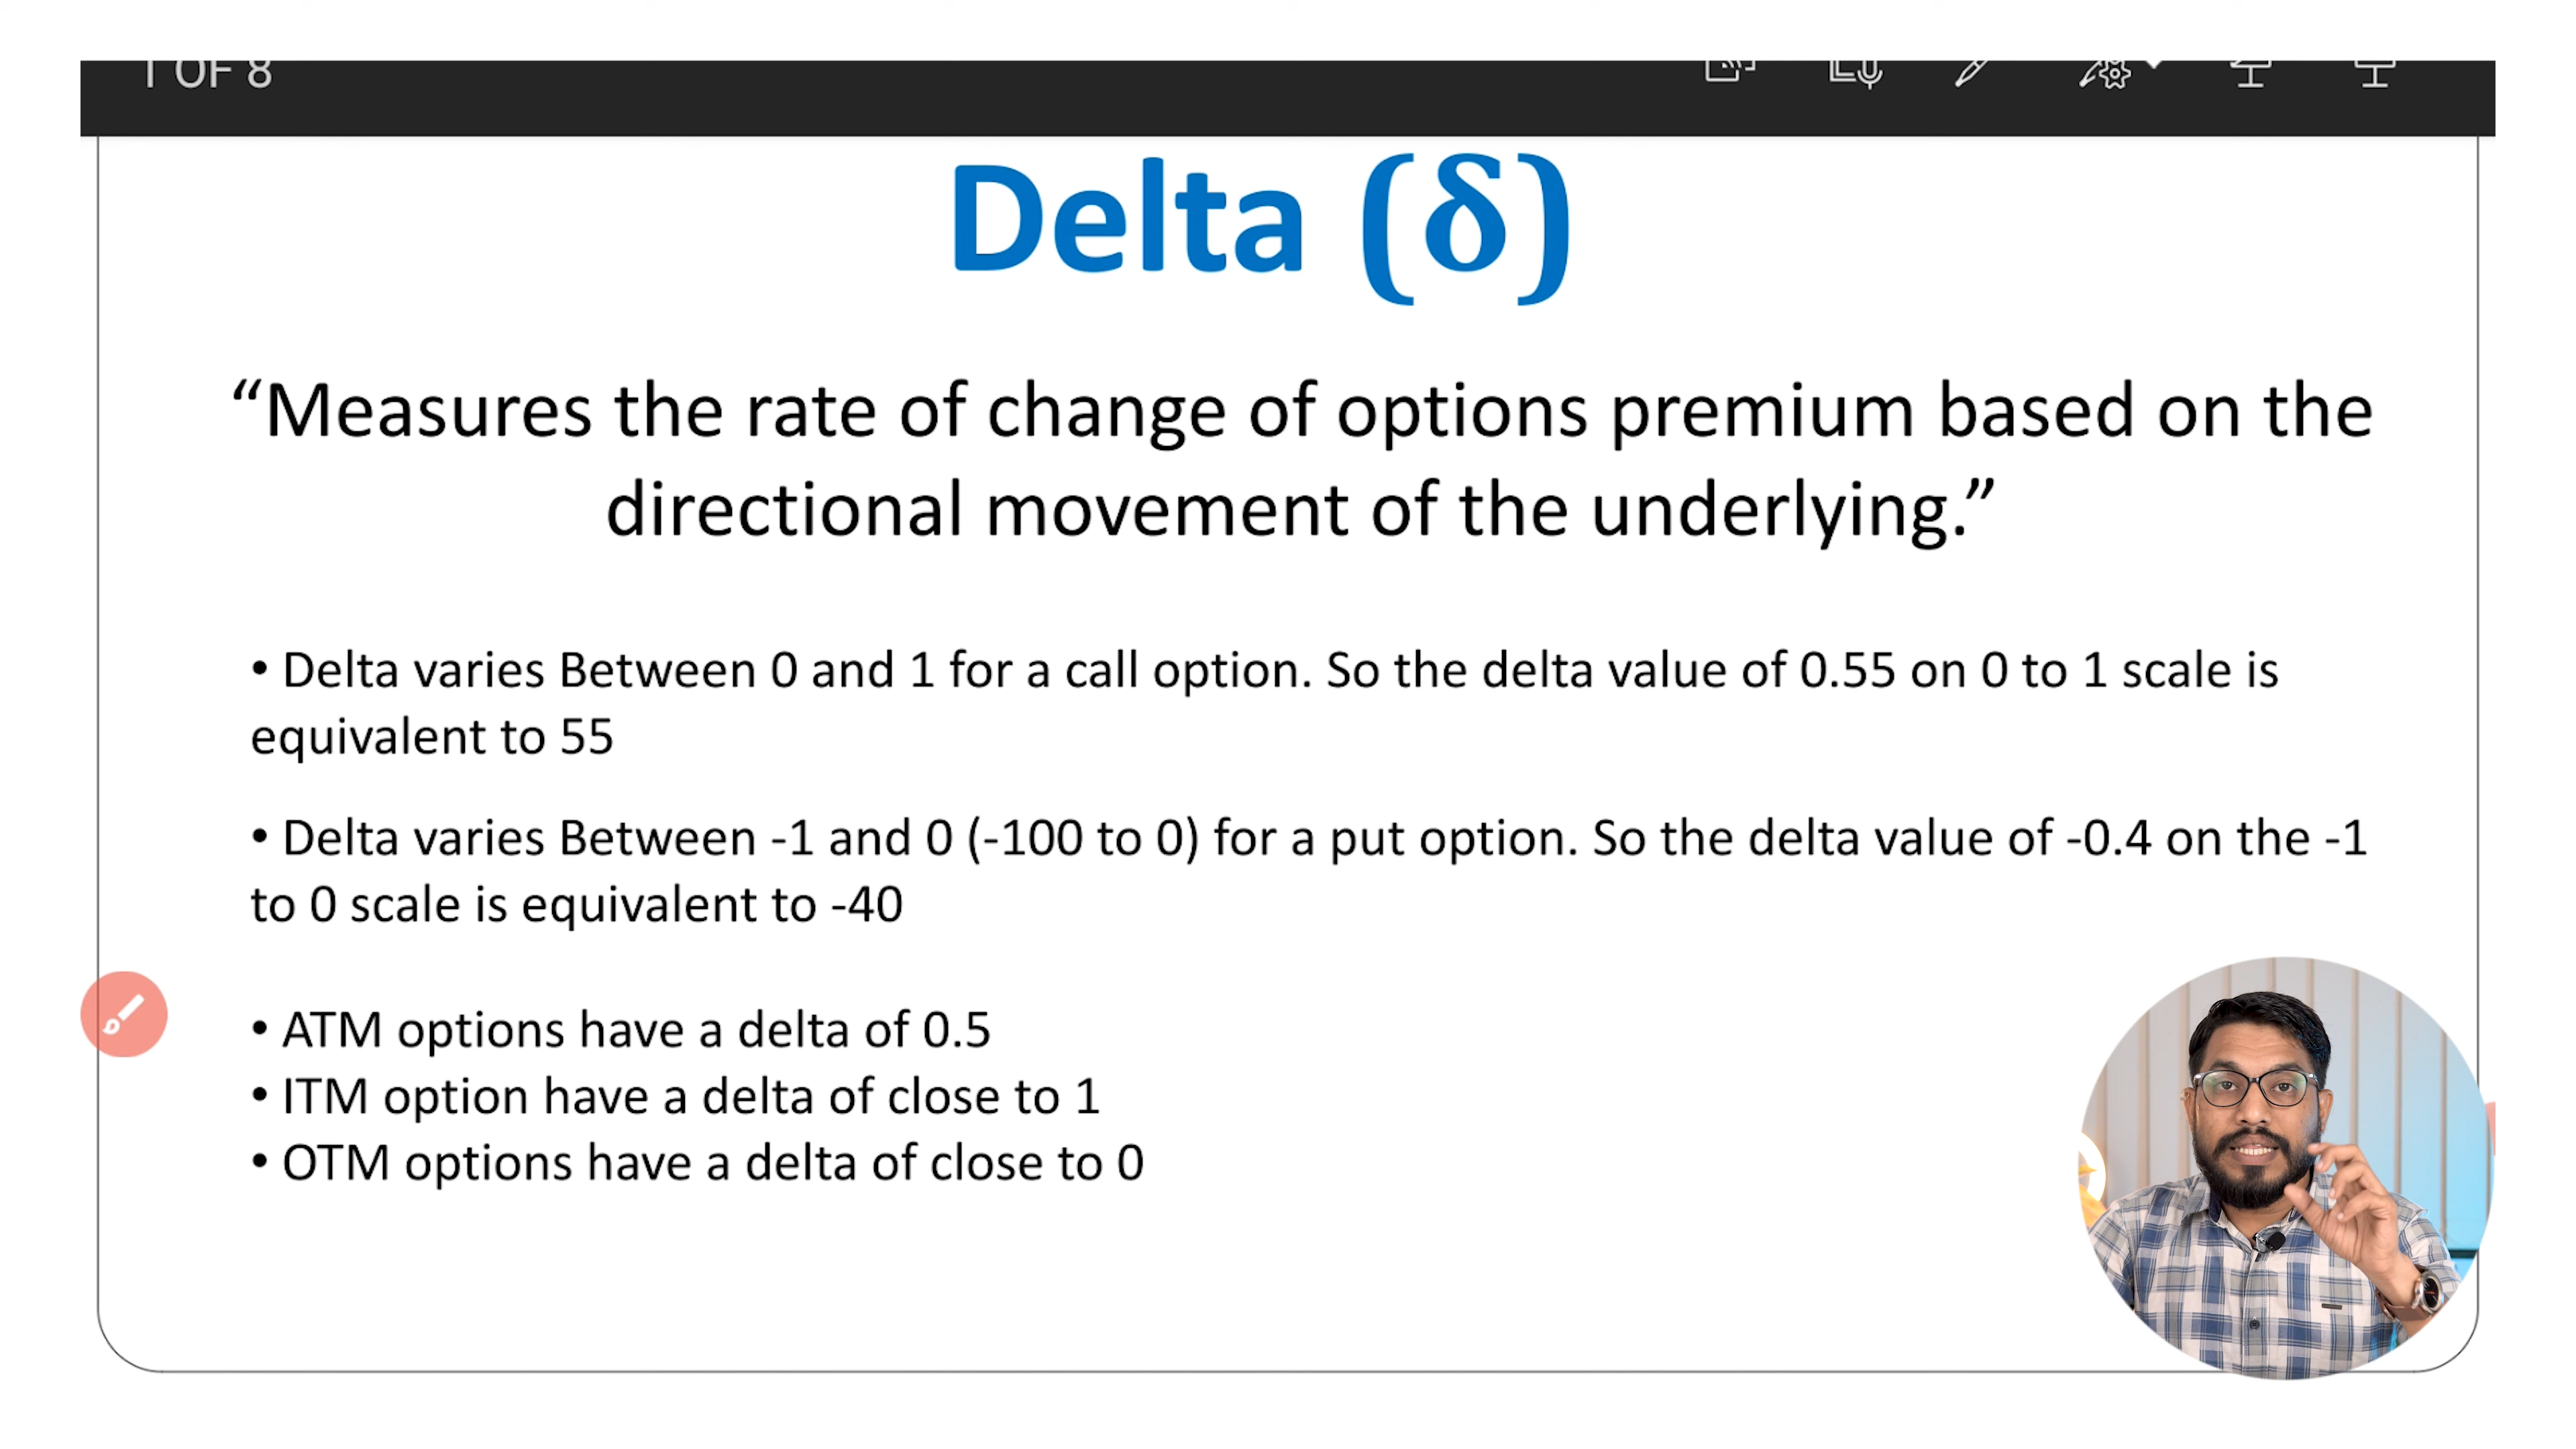 1 OF 8
Delta (δ)
“Measures the rate of change of options premium based on the
directional movement of the underlying.”
• Delta varies Between 0 and 1 for a call option. So the delta value of 0.55 on 0 to 1 scale is
equivalent to 55
• Delta varies Between -1 and 0 (-100 to 0) for a put option. So the delta value of -0.4 on the -1
to 0 scale is equivalent to -40
• ATM options have a delta of 0.5
• ITM option have a delta of close to 1
• OTM options have a delta of close to 0